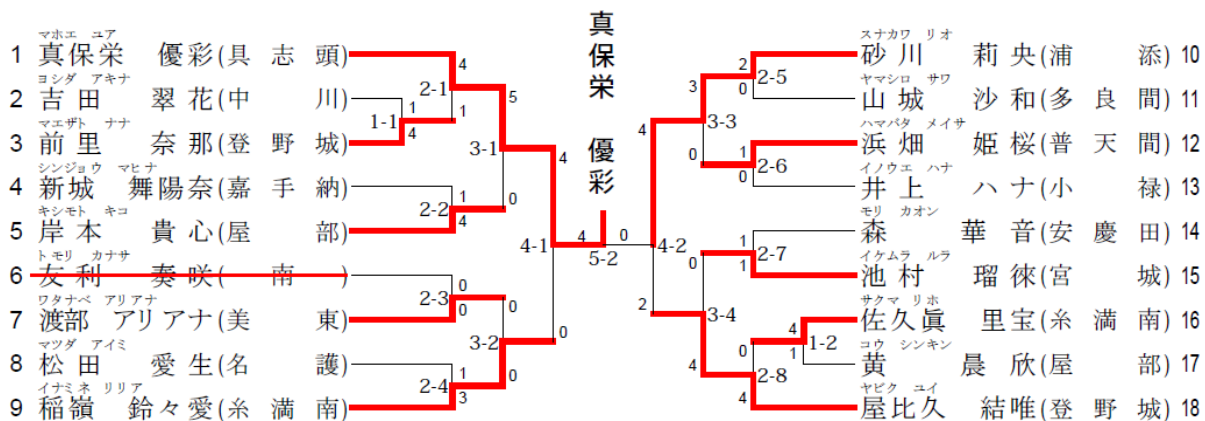 マホエ ユア
1 真保栄 優彩(具志頭)
ヨシダ アキナ
2 吉田 翠花(中川)
マエザト ナナ
3 前里 奈那(登野城)
シンジョウ マヒナ
4 新城 舞陽奈(嘉手納)
キシモト キコ
5 岸本 貴心(屋部)
トモリ カナサ
6 友利 奏咲(南)
ワタナベ アリアナ
7 渡部 アリアナ(美東)
マツダ アイミ
8 松田 愛生(名護)
イナミネ リリア
9 稲嶺 鈴々愛(糸満南)
4
2-1
1
1
1-1
4
5
3-1
0
1
2-2
4
4
4-1
0
0
2-3
0
0
3-2
0
1
2-4
3
真保栄 優彩
4
5-2
0
4
4-2
2
3
3-3
0
2
2-5
0
1
2-6
0
0
3-4
4
1
2-7
1
4
1-2
1
0
2-8
4
スナカワ リオ
砂川 莉央(浦添) 10
ヤマシロ サワ
山城 沙和(多良間) 11
ハマバタ メイサ
浜畑 姫桜(普天間) 12
イノウエ ハナ
井上 ハナ(小禄) 13
モリ カオン
森 華音(安慶田) 14
イケムラ ルラ
池村 瑠徠(宮城) 15
サクマ リホ
佐久眞 里宝(糸満南) 16
コウ シンキン
黄 晨欣(屋部) 17
ヤビク ユイ
屋比久 結唯(登野城) 18